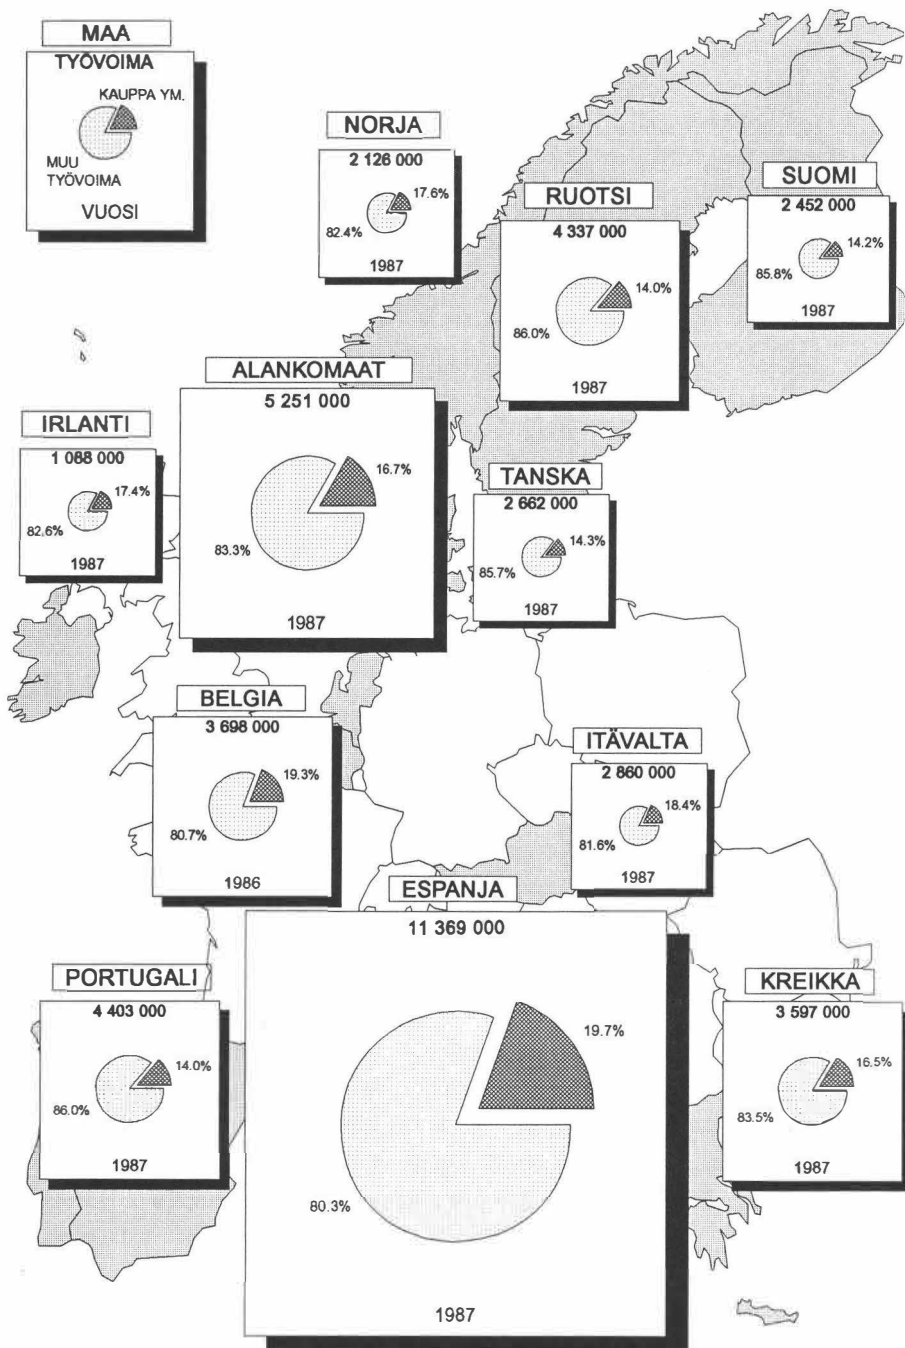 MAA
TYÖVOIMA
KAUPPA YM.
MUU
TYÖVOIMA
VUOSI
NORJA
2 126 000
17.6%
82.4%
1987
RUOTSI
4 337 000
14.0%
86.0%
1987
SUOMI
2 452 000
14.2%
85.8%
1987
ALANKOMAAT
5 251 000
16.7%
83.3%
1987
IRLANTI
1 088 000
17.4%
82.6%
1987
TANSKA
2 662 000
14.3%
85.7%
1987
BELGIA
3 698 000
19.3%
80.7%
1986
ITÄVALTA
2 860 000
18.4%
81.6%
1987
ESPANJA
11 369 000
19.7%
80.3%
1987
PORTUGALI
4 403 000
14.0%
86.0%
1987
KREIKKA
3 597 000
16.5%
83.5%
1987